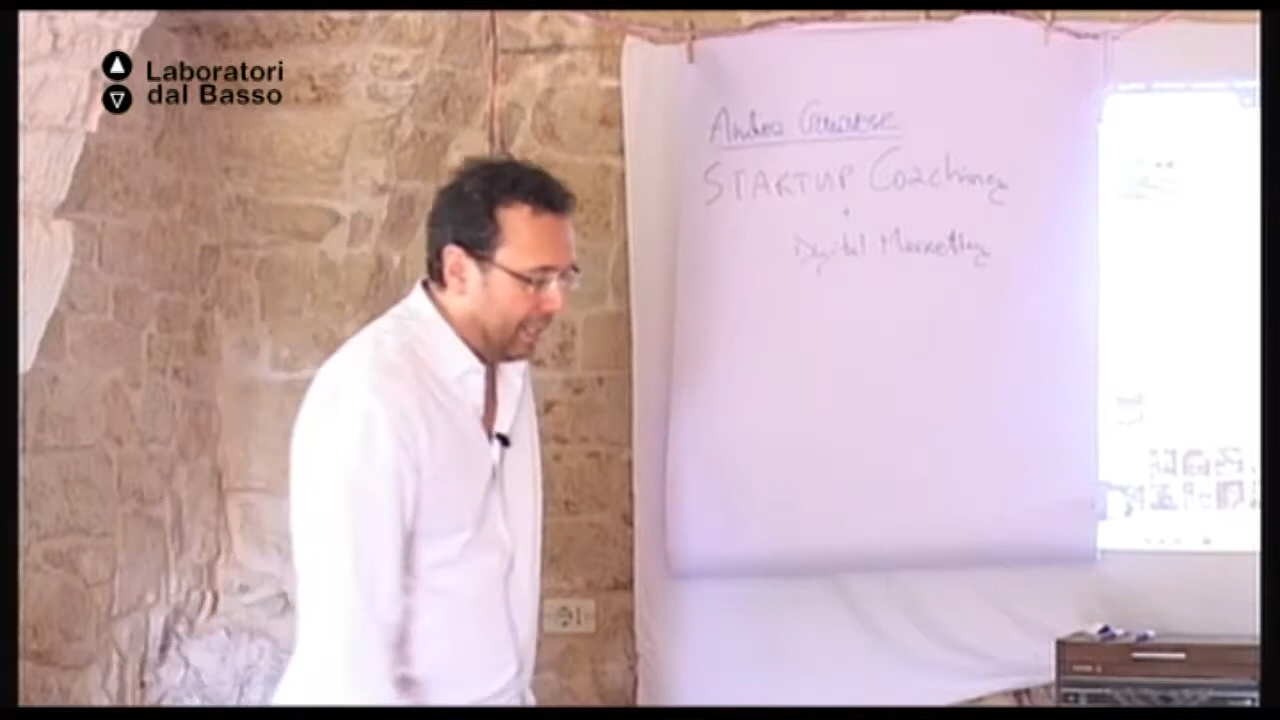 Laboratori
dal Basso
Andrea Genovese
STARTUP Coaching
Digital Marketing